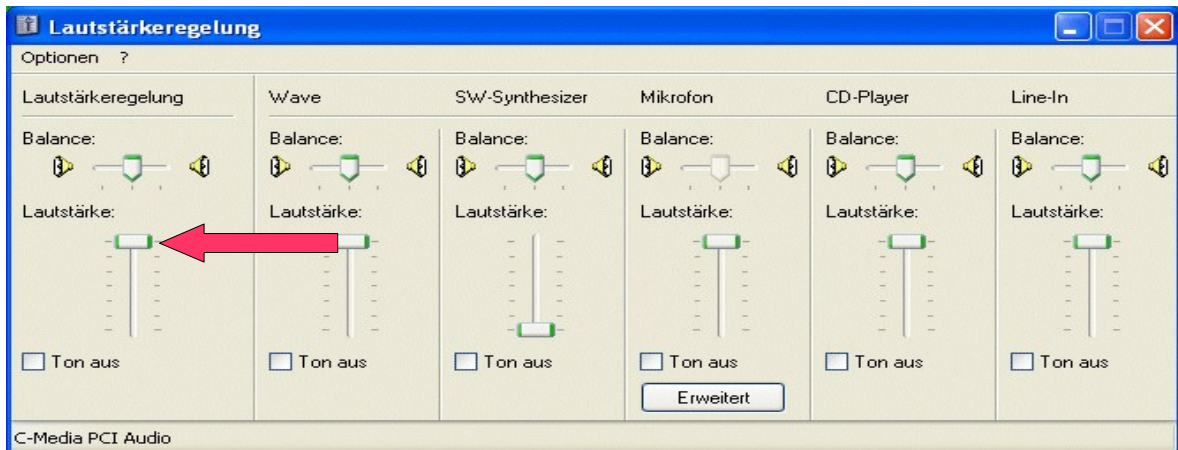 Lautstärkeregelung
Optionen ?
Lautstärkeregelung Wave SW-Synthesizer Mikrofon CD-Player Line-In
Balance: Balance: Balance: Balance: Balance: Balance:
Lautstärke: Lautstärke: Lautstärke: Lautstärke: Lautstärke: Lautstärke:
Ton aus Ton aus Ton aus Ton aus Ton aus Ton aus
Erweitert
C-Media PCI Audio